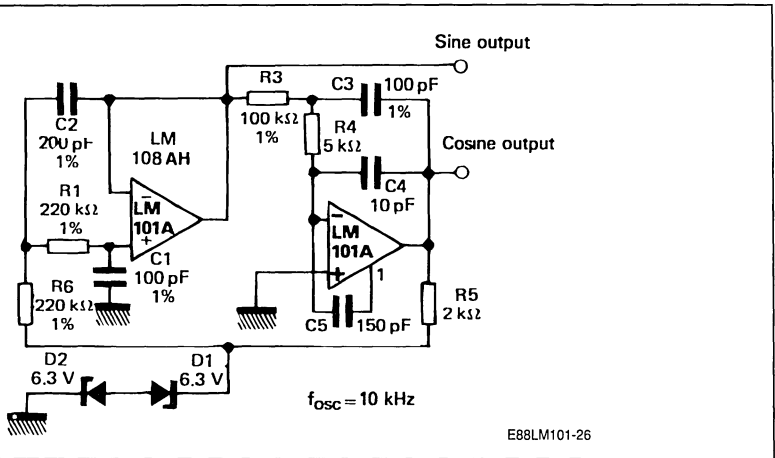 Sine output
R3
C3
100 pF
1%
100 kΩ
1%
R4
5 kΩ
C2
200 pF
1%
LM
108 AH
Cosine output
C4
10 pF
R1
220 kΩ
1%
−
LM
101A
+
C1
100 pF
1%
−
LM
101A
+
1
R6
220 kΩ
1%
C5
150 pF
R5
2 kΩ
D2
6.3 V
D1
6.3 V
fosc = 10 kHz
E88LM101-26